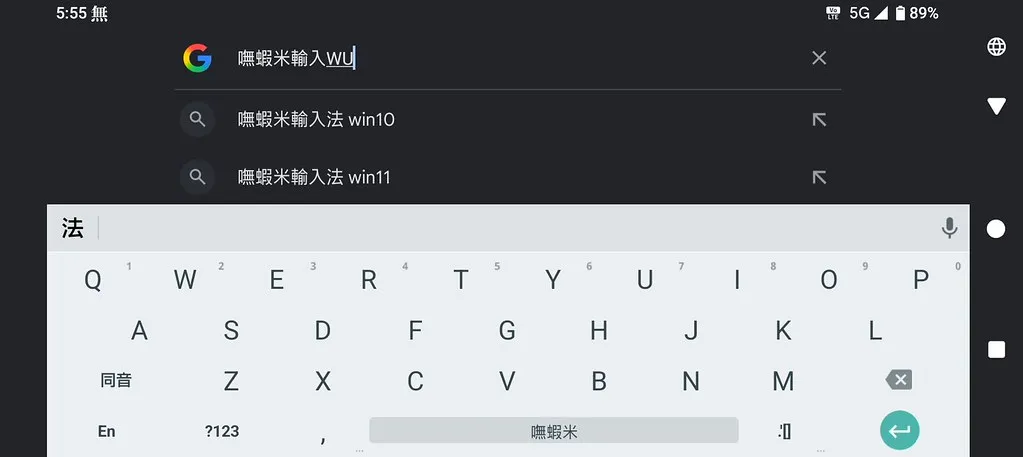 5:55 無 Vo LTE 5G 89%
嘸蝦米輸入WU
嘸蝦米輸入法 win10
嘸蝦米輸入法 win11
法
Q 1 W 2 E 3 R 4 T 5 Y 6 U 7 I 8 O 9 P 0
A S D F G H J K L
同音 Z X C V B N M
En ?123 , ... 嘸蝦米 .'[] ...